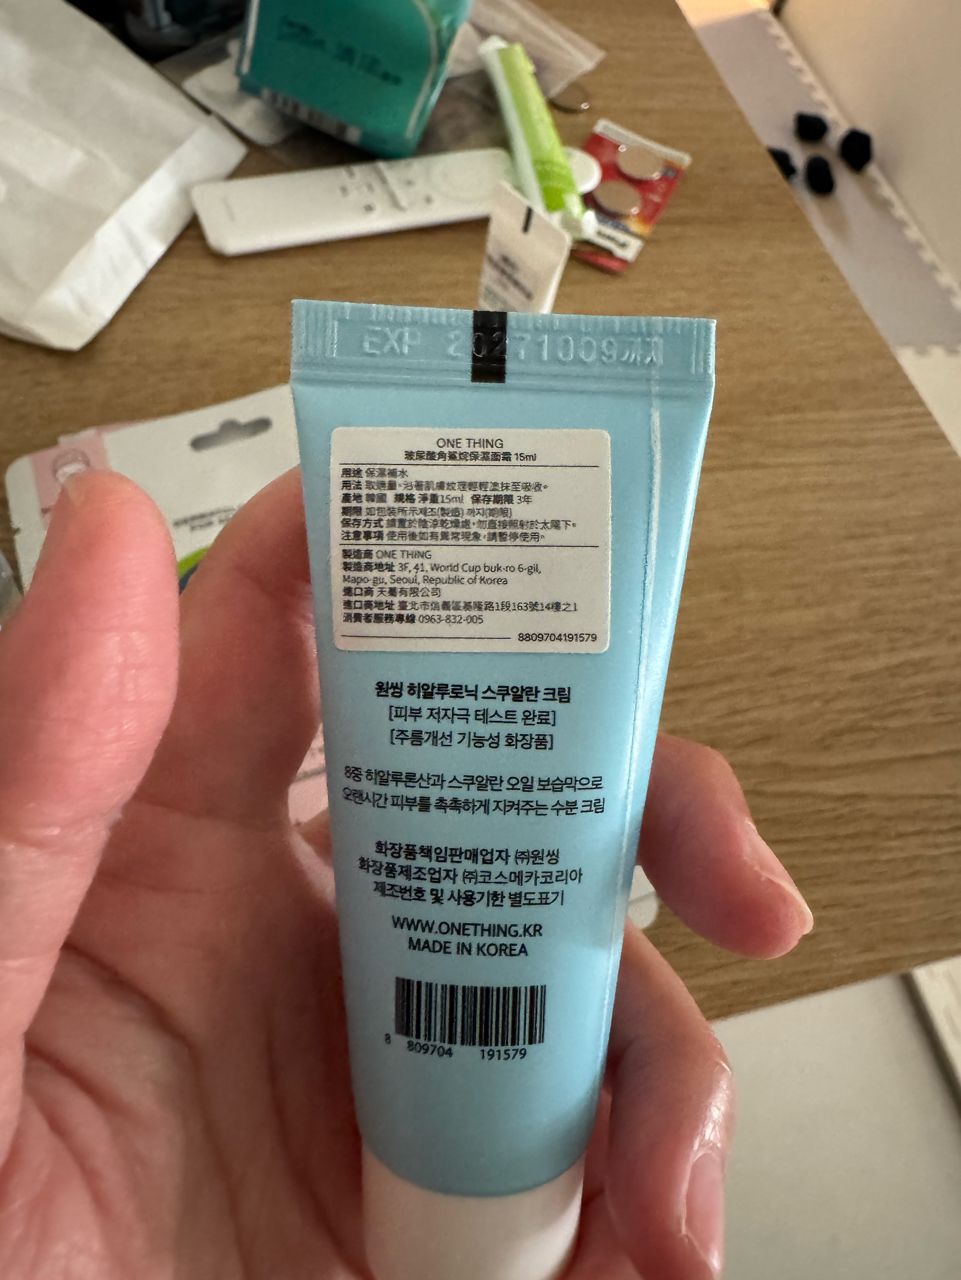 EXP 20271009까지
ONE THING
玻尿酸角鯊烷保濕面霜 15ml
用途 保濕補水
用法 取適量，沿著肌膚紋理輕輕塗抹至吸收。
產地 韓國 規格 淨重15ml 保存期限 3年
期限 如包裝所示제조(製造) 까지(期限)
保存方式 請置於陰涼乾燥處，勿直接照射於太陽下。
注意事項 使用後如有異常現象，請暫停使用。
製造商 ONE THING
製造商地址 3F, 41, World Cup buk-ro 6-gil,
Mapo-gu, Seoul, Republic of Korea
進口商 天蕎有限公司
進口商地址 臺北市信義區基隆路1段163號14樓之1
消費者服務專線 0963-832-005
8809704191579
원씽 히알루로닉 스쿠알란 크림
[피부 저자극 테스트 완료]
[주름개선 기능성 화장품]
8중 히알루론산과 스쿠알란 오일 보습막으로
오랜시간 피부를 촉촉하게 지켜주는 수분 크림
화장품책임판매업자 ㈜원씽
화장품제조업자 ㈜코스메카코리아
제조번호 및 사용기한 별도표기
WWW.ONETHING.KR
MADE IN KOREA
8 809704 191579